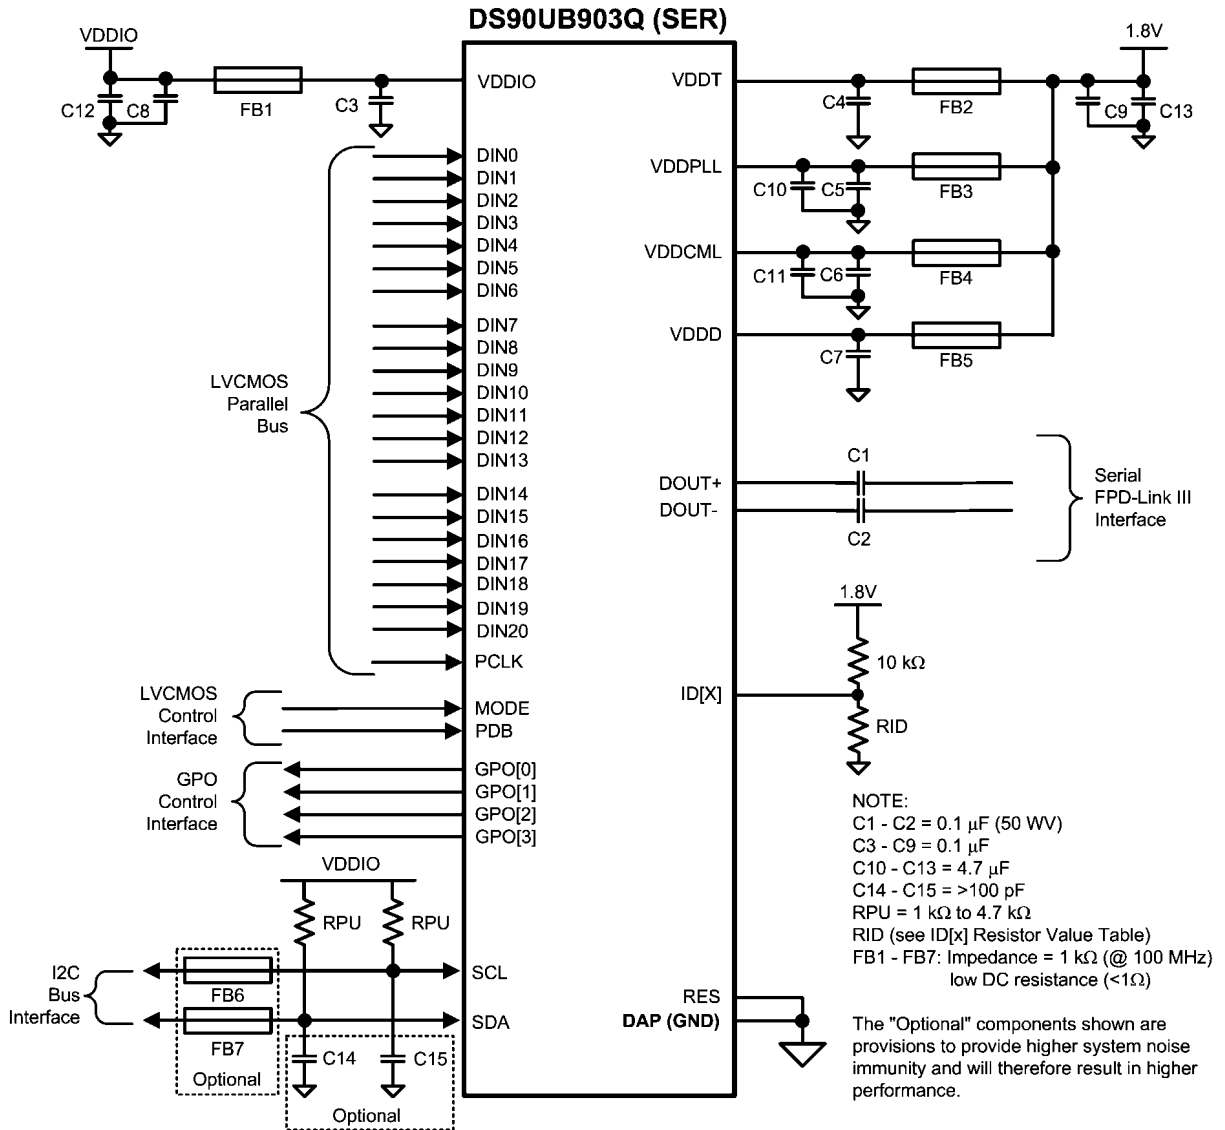 DS90UB903Q (SER)
VDDIO
C12
C8
FB1
C3
VDDIO
DIN0
DIN1
DIN2
DIN3
DIN4
DIN5
DIN6
DIN7
DIN8
DIN9
DIN10
DIN11
DIN12
DIN13
DIN14
DIN15
DIN16
DIN17
DIN18
DIN19
DIN20
PCLK
LVCMOS
Parallel
Bus
LVCMOS
Control
Interface
MODE
PDB
GPO
Control
Interface
GPO[0]
GPO[1]
GPO[2]
GPO[3]
VDDIO
RPU
RPU
I2C
Bus
Interface
FB6
FB7
Optional
SCL
SDA
C14
C15
Optional
1.8V
VDDT
C4
FB2
C9
C13
VDDPLL
C10
C5
FB3
VDDCML
C11
C6
FB4
VDDD
C7
FB5
DOUT+
DOUT-
C1
C2
Serial
FPD-Link III
Interface
1.8V
10 kΩ
ID[X]
RID
RES
DAP (GND)
NOTE:
C1 - C2 = 0.1 μF (50 WV)
C3 - C9 = 0.1 μF
C10 - C13 = 4.7 μF
C14 - C15 = >100 pF
RPU = 1 kΩ to 4.7 kΩ
RID (see ID[x] Resistor Value Table)
FB1 - FB7: Impedance = 1 kΩ (@ 100 MHz)
low DC resistance (<1Ω)
The "Optional" components shown are
provisions to provide higher system noise
immunity and will therefore result in higher
performance.